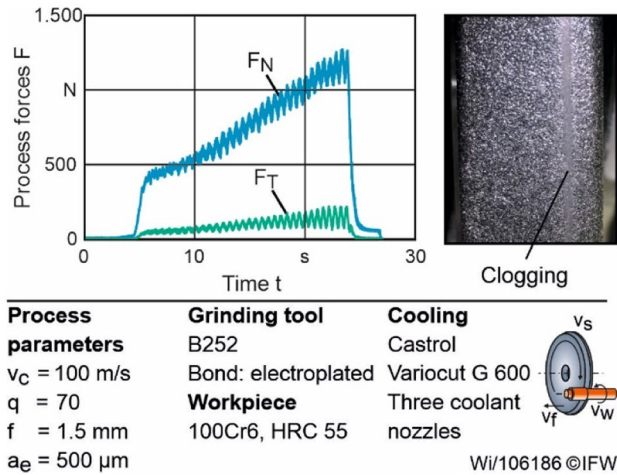 1.500
Process forces F
N
500
0
F_N
F_T
0
10
s
30
Time t
Clogging
Process parameters
v_c = 100 m/s
q = 70
f = 1.5 mm
a_e = 500 µm
Grinding tool
B252
Bond: electroplated
Workpiece
100Cr6, HRC 55
Cooling
Castrol
Variocut G 600
Three coolant
nozzles
v_s
v_f
v_w
Wi/106186 ©IFW